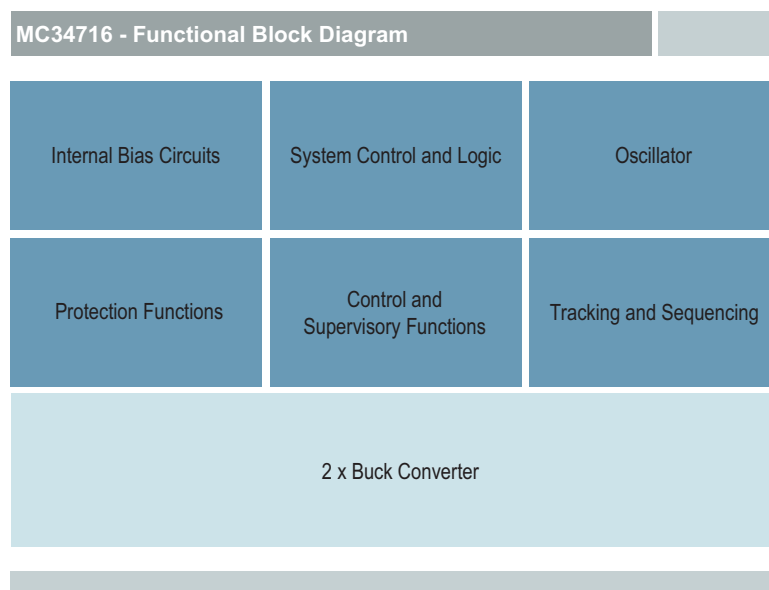 MC34716 - Functional Block Diagram
Internal Bias Circuits
System Control and Logic
Oscillator
Protection Functions
Control and
Supervisory Functions
Tracking and Sequencing
2 x Buck Converter